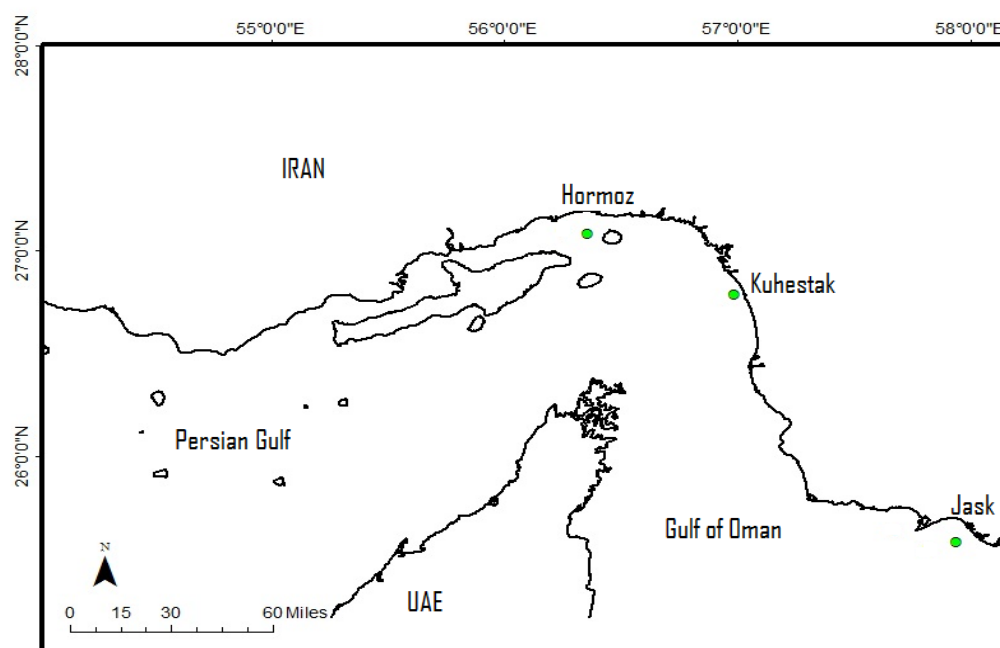 55°0'0"E 56°0'0"E 57°0'0"E 58°0'0"E
28°0'0"N
IRAN
Hormoz
27°0'0"N
Kuhestak
Persian Gulf
26°0'0"N
Jask
Gulf of Oman
N
UAE
0 15 30 60 Miles